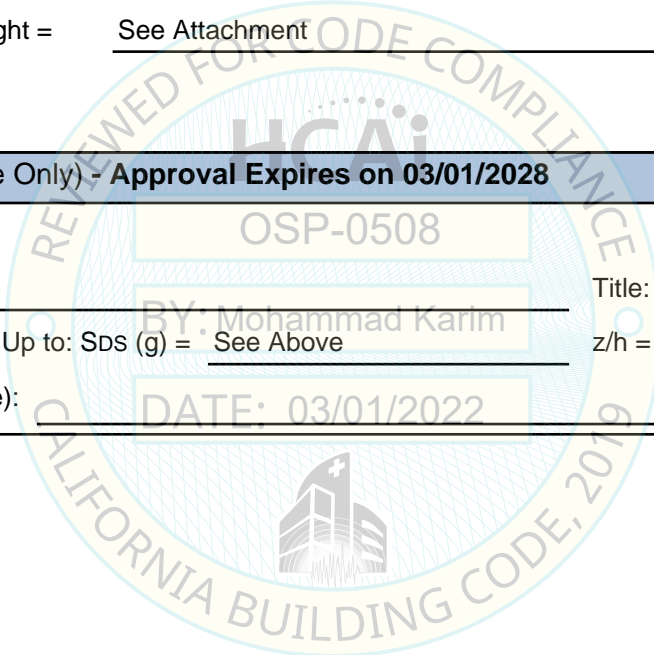 ght = See Attachment
REVIEWED FOR CODE COMPLIANCE
HCAi
e Only) - Approval Expires on 03/01/2028
OSP-0508
Title:
BY: Mohammad Karim
Up to: SDS (g) = See Above z/h =
e):
DATE: 03/01/2022
CALIFORNIA BUILDING CODE, 2019